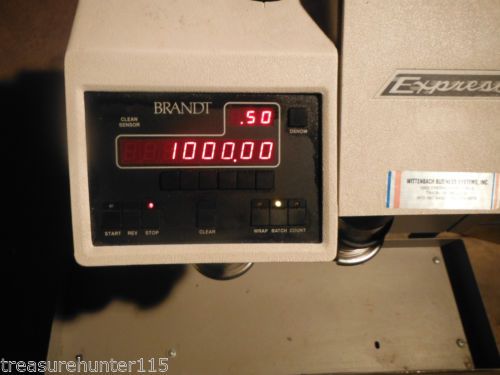 BRANDT
Express
CLEAN
SENSOR
.50
DENOM
1000.00
WITTENBACH BUSINESS SYSTEMS, INC.
START REV STOP
CLEAR
WRAP BATCH COUNT
treasurehunter115